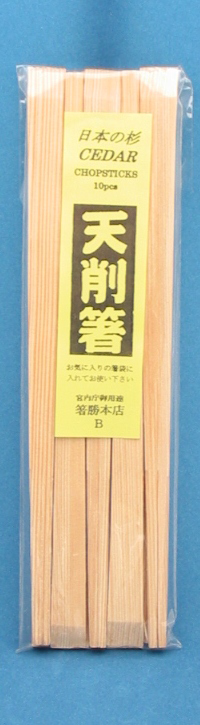 日本の杉
CEDAR
CHOPSTICKS
10pcs
天削箸
お気に入りの箸袋に
入れてお使い下さい
宮内庁御用達
箸勝本店
B